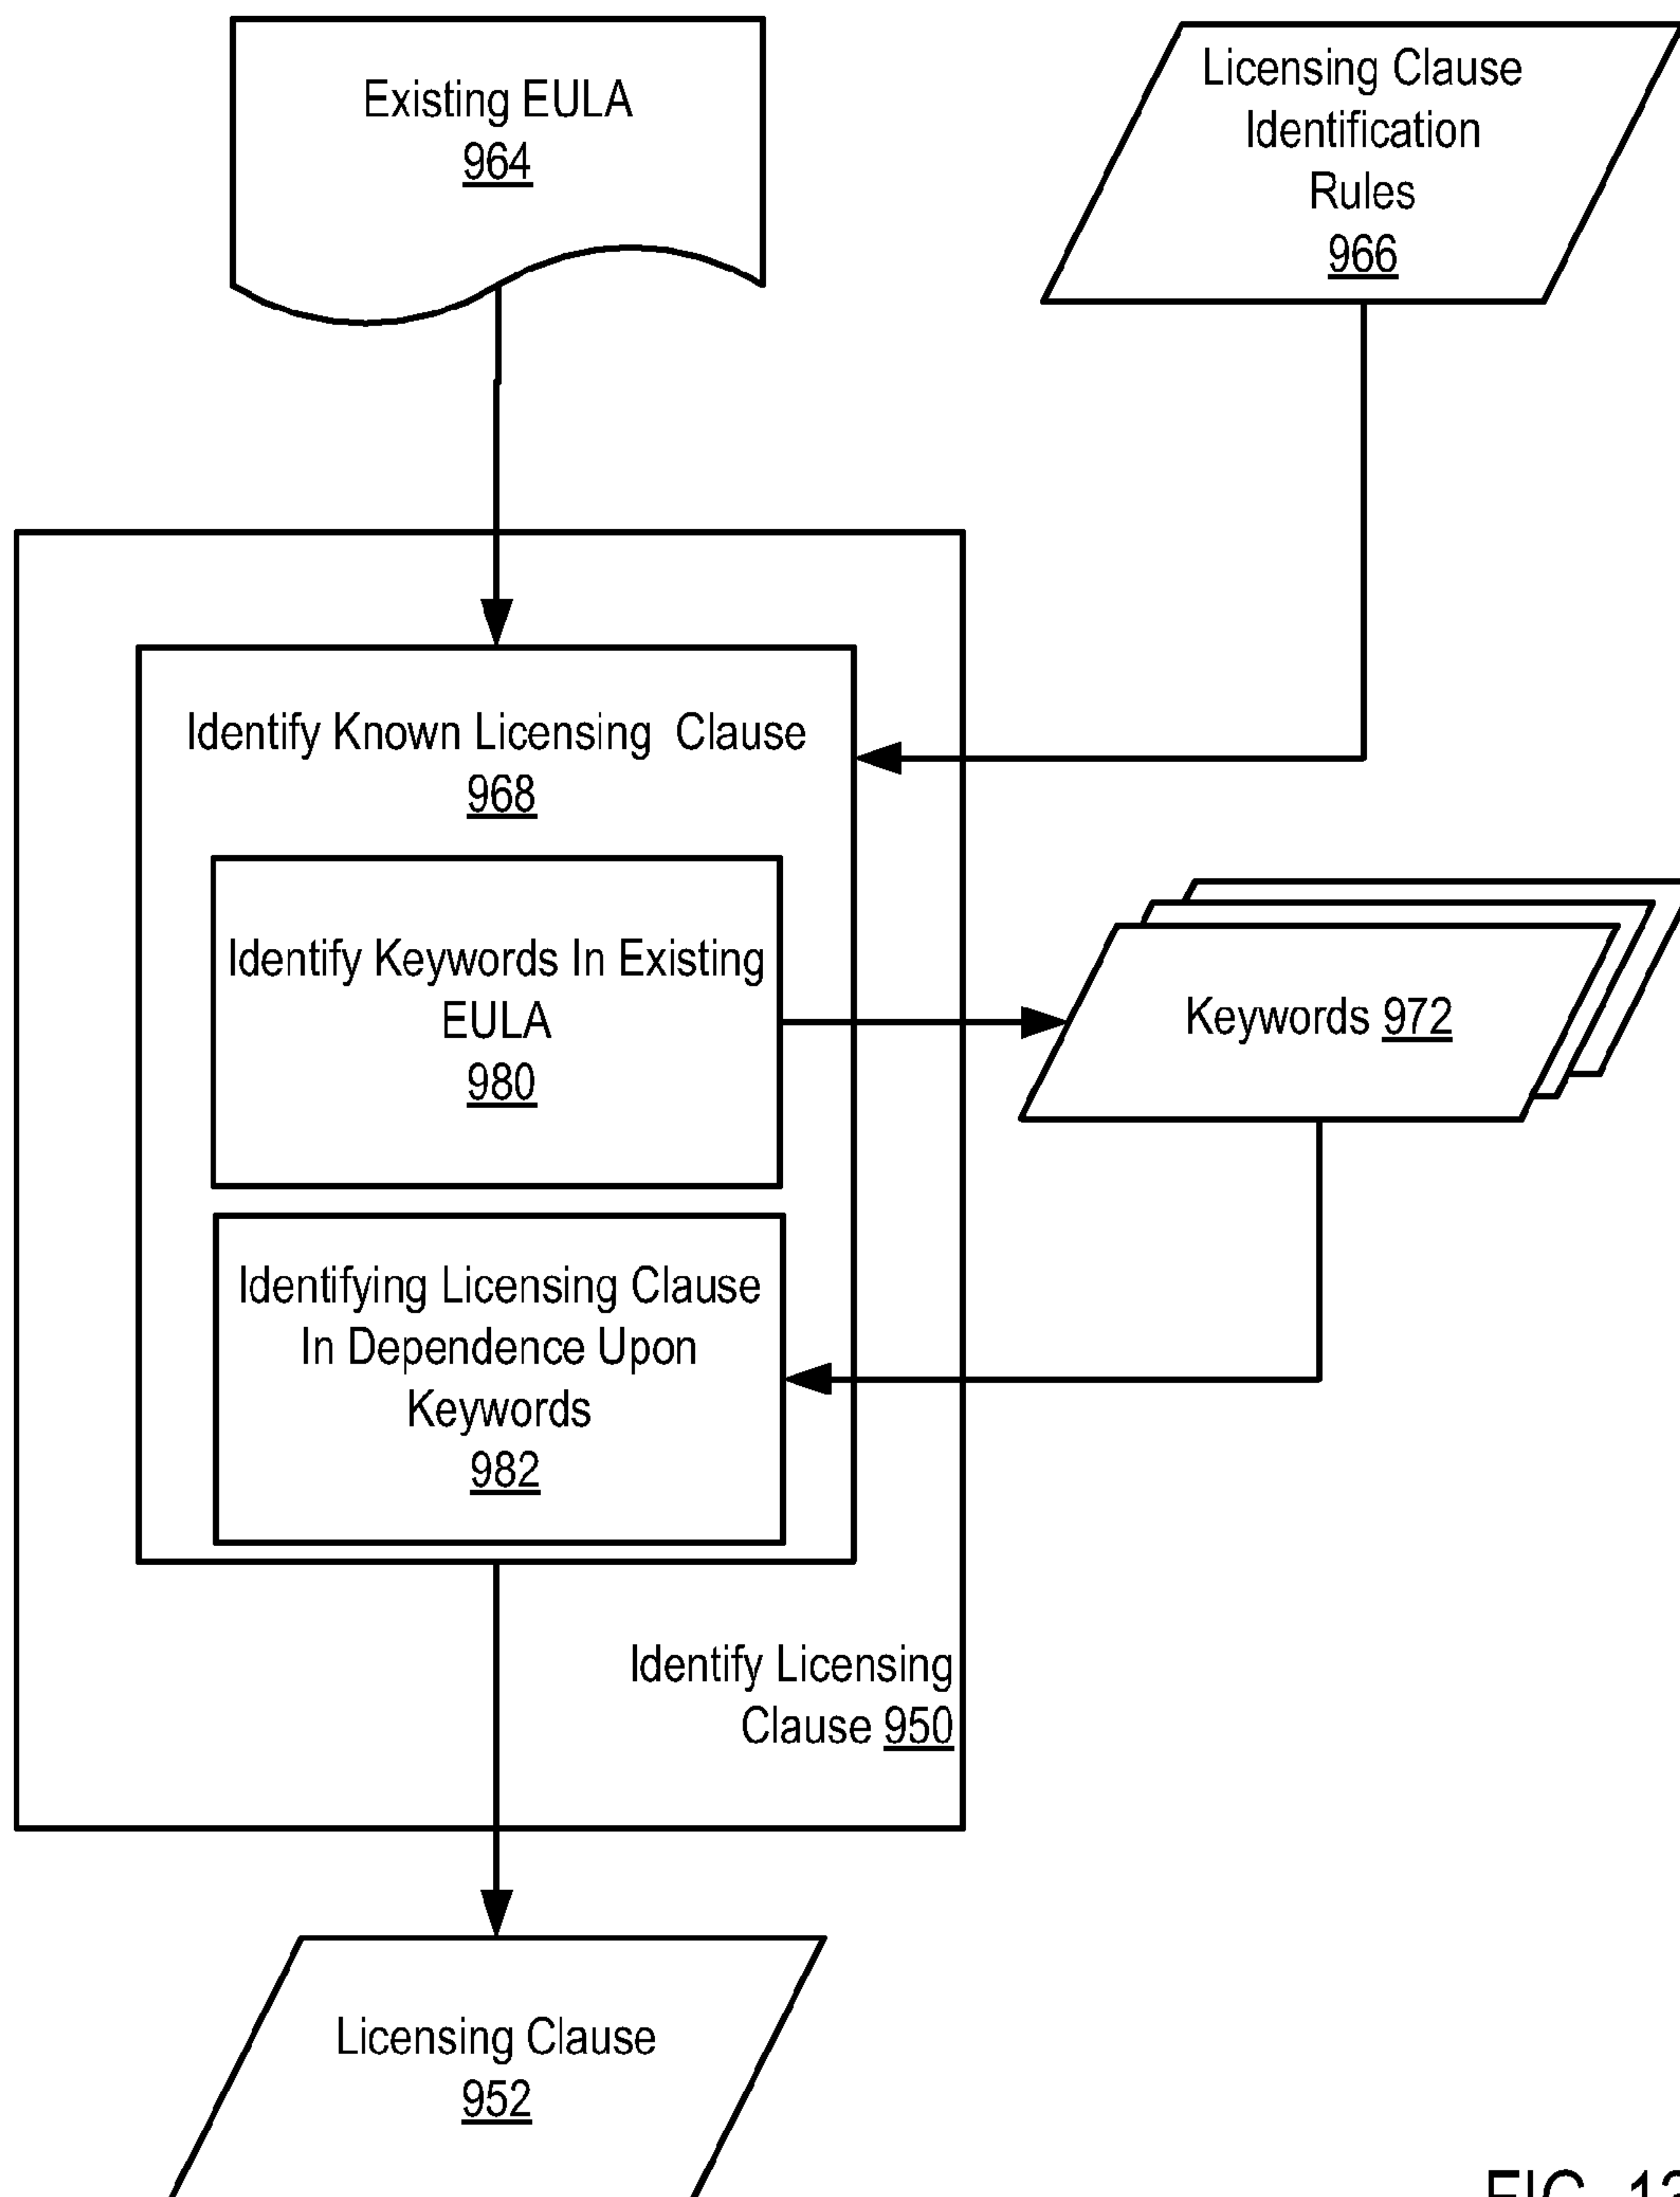 Existing EULA
964
Licensing Clause
Identification
Rules
966
Identify Known Licensing Clause
968
Identify Keywords In Existing
EULA
980
Keywords 972
Identifying Licensing Clause
In Dependence Upon
Keywords
982
Identify Licensing
Clause 950
Licensing Clause
952
FIG.